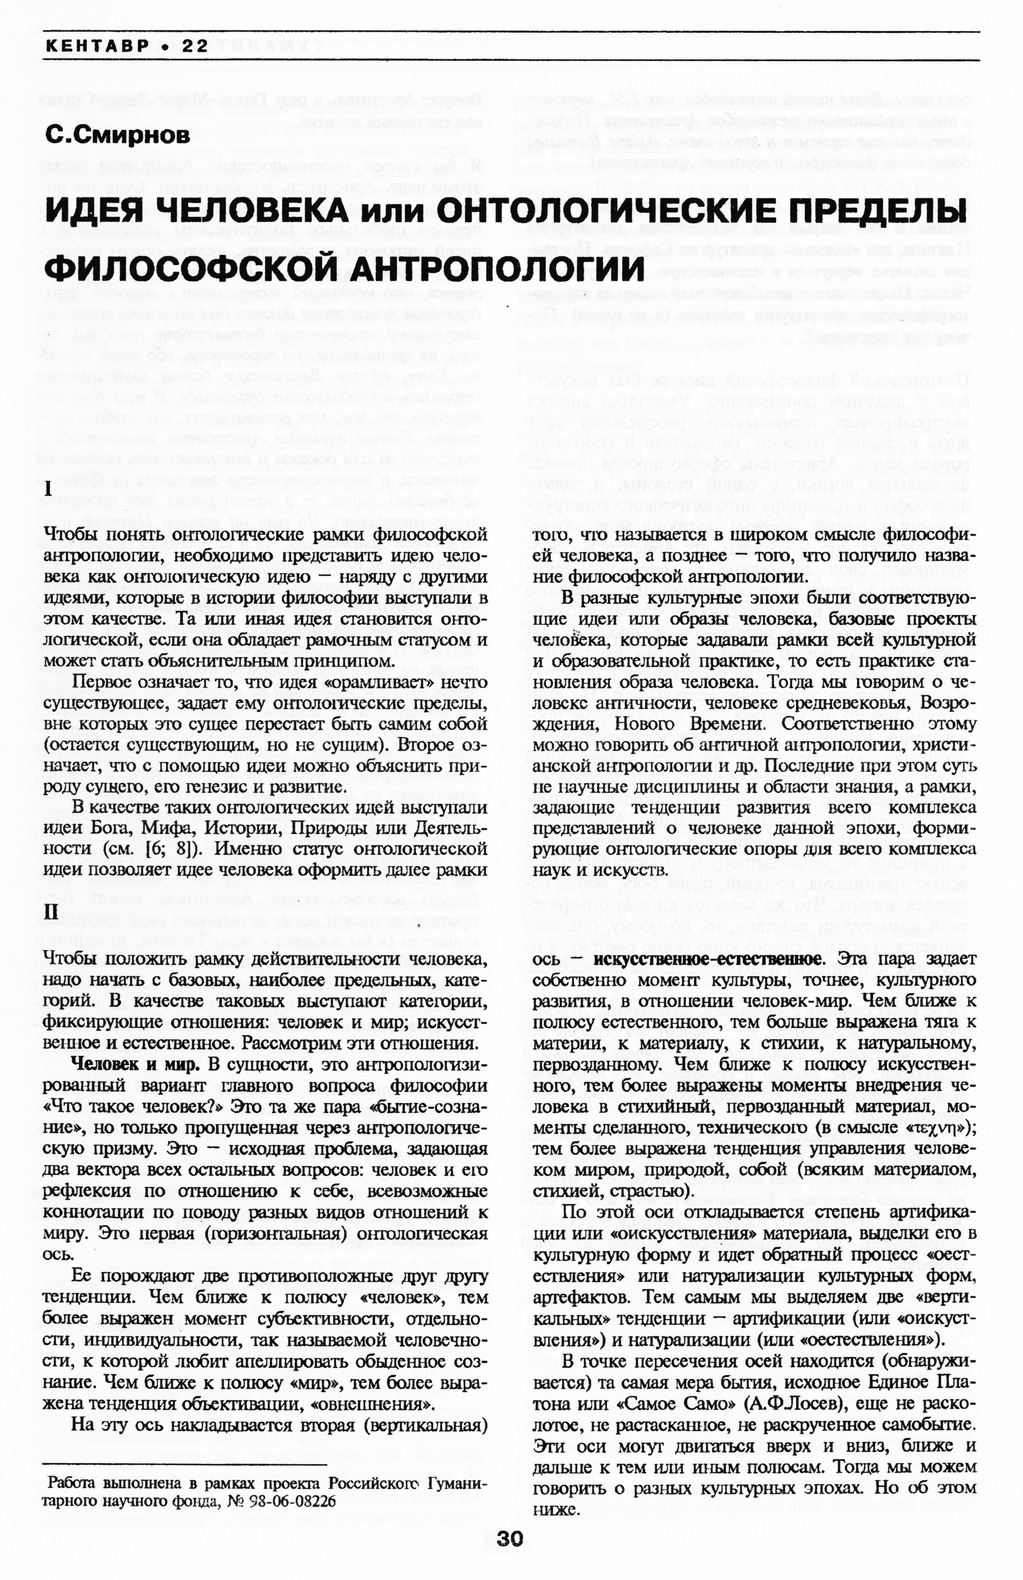 КЕНТАВР • 22
С.Смирнов
ИДЕЯ ЧЕЛОВЕКА или ОНТОЛОГИЧЕСКИЕ ПРЕДЕЛЫ
ФИЛОСОФСКОЙ АНТРОПОЛОГИИ
I
Чтобы понять онтологические рамки философской
антропологии, необходимо представить идею чело-
века как онтологическую идею — наряду с другими
идеями, которые в истории философии выступали в
этом качестве. Та или иная идея становится онто-
логической, если она обладает рамочным статусом и
может стать объяснительным принципом.
Первое означает то, что идея «орамливает» нечто
существующее, задает ему онтологические пределы,
вне которых это сущее перестает быть самим собой
(остается существующим, но не сущим). Второе оз-
начает, что с помощью идеи можно объяснить при-
роду сущего, его генезис и развитие.
В качестве таких онтологических идей выступали
идеи Бога, Мифа, Истории, Природы или Деятель-
ности (см. [6; 8]). Именно статус онтологической
идеи позволяет идее человека оформить далее рамки
того, что называется в широком смысле философи-
ей человека, а позднее — того, что получило назва-
ние философской антропологии.
В разные культурные эпохи были соответствую-
щие идеи или образы человека, базовые проекты
человека, которые задавали рамки всей культурной
и образовательной практике, то есть практике ста-
новления образа человека. Тогда мы говорим о че-
ловеке античности, человеке средневековья, Возро-
ждения, Нового Времени. Соответственно этому
можно говорить об античной антропологии, христи-
анской антропологии и др. Последние при этом суть
не научные дисциплины и области знания, а рамки,
задающие тенденции развития всего комплекса
представлений о человеке данной эпохи, форми-
рующие онтологические опоры для всего комплекса
наук и искусств.
II
Чтобы положить рамку действительности человека,
надо начать с базовых, наиболее предельных, кате-
горий. В качестве таковых выступают категории,
фиксирующие отношения: человек и мир; искусст-
венное и естественное. Рассмотрим эти отношения.
Человек и мир. В сущности, это антропологизи-
рованный вариант главного вопроса философии
«Что такое человек?» Это та же пара «бытие-созна-
ние», но только пропущенная через антропологиче-
скую призму. Это — исходная проблема, задающая
два вектора всех остальных вопросов: человек и его
рефлексия по отношению к себе, всевозможные
коннотации по поводу разных видов отношений к
миру. Это первая (горизонтальная) онтологическая
ось.
Ее порождают две противоположные друг другу
тенденции. Чем ближе к полюсу «человек», тем
более выражен момент субъективности, отдельно-
сти, индивидуальности, так называемой человечно-
сти, к которой любит апеллировать обыденное соз-
нание. Чем ближе к полюсу «мир», тем более выра-
жена тенденция объективации, «овнешнения».
На эту ось накладывается вторая (вертикальная)
ось — искусственное-естественное. Эта пара задает
собственно момент культуры, точнее, культурного
развития, в отношении человек-мир. Чем ближе к
полюсу естественного, тем больше выражена тяга к
материи, к материалу, к стихии, к натуральному,
первозданному. Чем ближе к полюсу искусствен-
ного, тем более выражены моменты внедрения че-
ловека в стихийный, первозданный материал, мо-
менты сделанного, технического (в смысле «τεχνη»);
тем более выражена тенденция управления челове-
ком миром, природой, собой (всяким материалом,
стихией, страстью).
По этой оси откладывается степень артифика-
ции или «оискусствления» материала, выделки его в
культурную форму и идет обратный процесс «оест-
ествления» или натурализации культурных форм,
артефактов. Тем самым мы выделяем две «верти-
кальных» тенденции — артификации (или «оискуст-
вления») и натурализации (или «оестествления»).
В точке пересечения осей находится (обнаружи-
вается) та самая мера бытия, исходное Единое Пла-
тона или «Самое Само» (А.Ф.Лосев), еще не раско-
лотое, не растасканное, не раскрученное самобытие.
Эти оси могут двигаться вверх и вниз, ближе и
дальше к тем или иным полюсам. Тогда мы можем
говорить о разных культурных эпохах. Но об этом
ниже.
Работа выполнена в рамках проекта Российского Гумани-
тарного научного фонда, № 98-06-08226
30